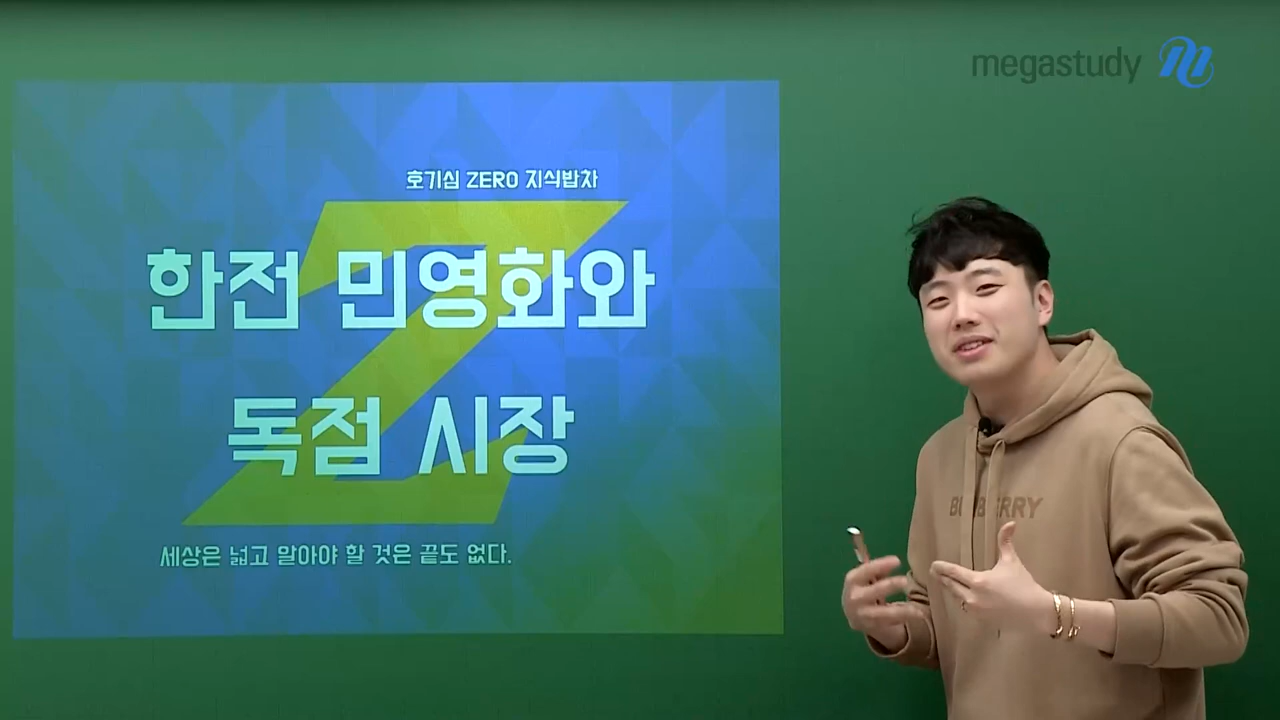 megastudy
호기심 ZERO 지식밥차
한전 민영화와
독점 시장
세상은 넓고 알아야 할 것은 끝도 없다.
BURBERRY